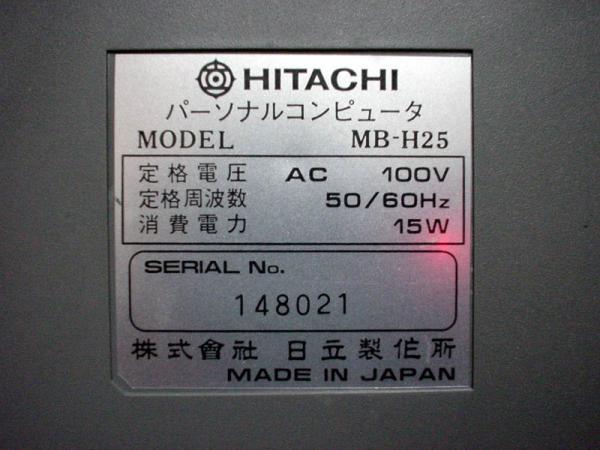 HITACHI
パーソナルコンピュータ
MODEL MB-H25
定格電圧 AC 100V
定格周波数 50/60Hz
消費電力 15W
SERIAL No.
148021
株式會社 日立製作所
MADE IN JAPAN